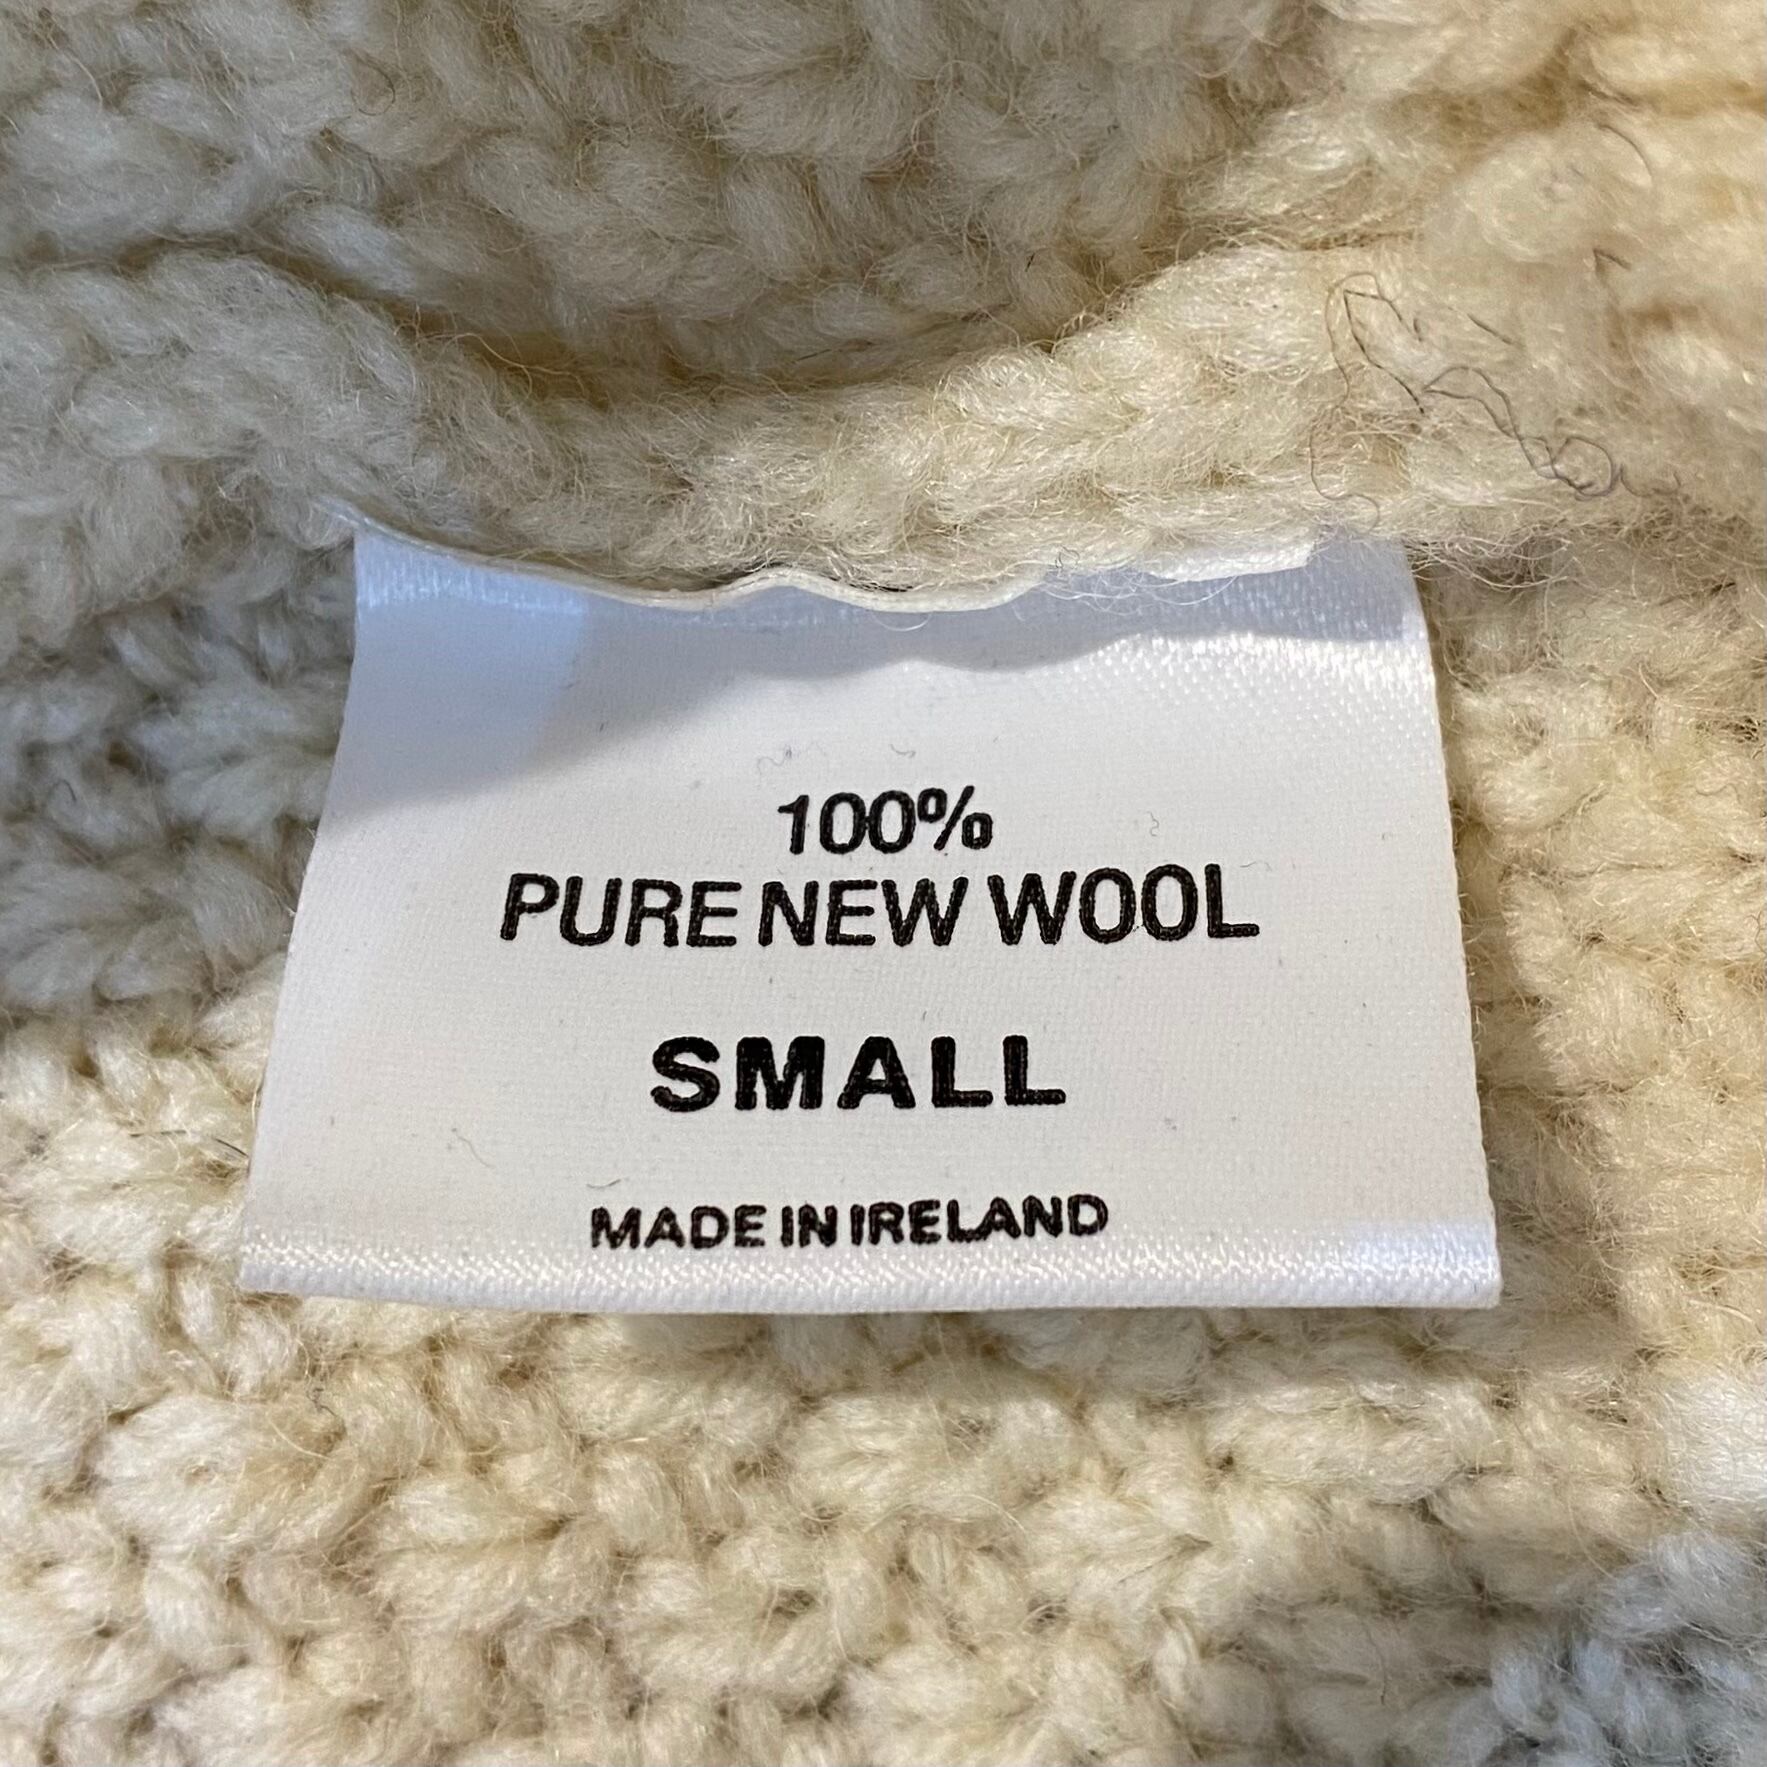 100%
PURE NEW WOOL
SMALL
MADE IN IRELAND